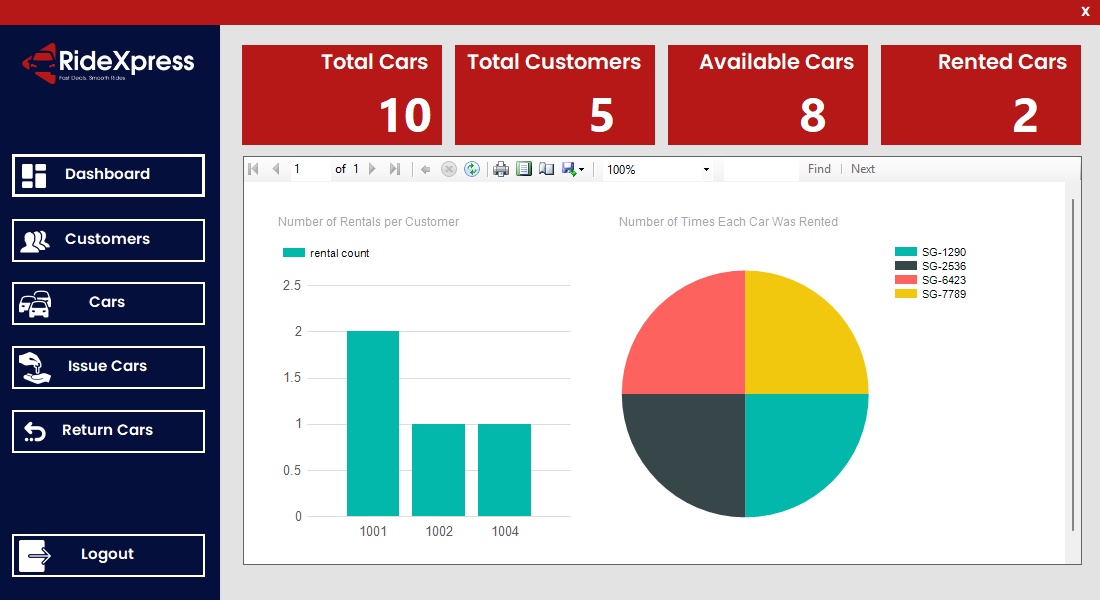 X
RideXpress
Fast Deals. Smooth Rides
Dashboard
Customers
Cars
Issue Cars
Return Cars
Logout
Total Cars
10
Total Customers
5
Available Cars
8
Rented Cars
2
1 of 1 100% Find | Next
Number of Rentals per Customer
rental count
2.5
2
1.5
1
0.5
0
1001 1002 1004
Number of Times Each Car Was Rented
SG-1290
SG-2536
SG-6423
SG-7789